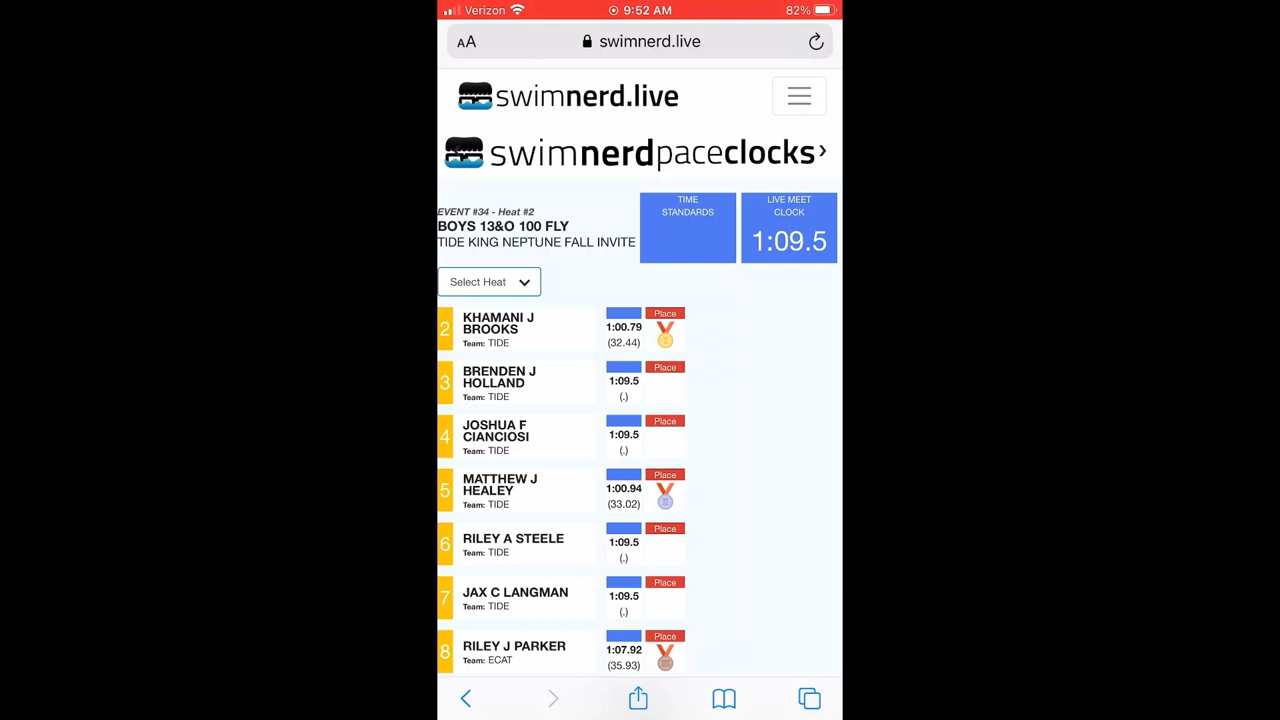 Verizon 9:52 AM 82%
AA swimnerd.live
swimnerd.live
swimnerdpaceclocks
EVENT #34 - Heat #2
BOYS 13&O 100 FLY
TIDE KING NEPTUNE FALL INVITE
TIME
STANDARDS
LIVE MEET
CLOCK
1:09.5
Select Heat
2
KHAMANI J
BROOKS
Team: TIDE
1:00.79
(32.44)
Place
3
BRENDEN J
HOLLAND
Team: TIDE
1:09.5
(.)
Place
4
JOSHUA F
CIANCIOSI
Team: TIDE
1:09.5
(.)
Place
5
MATTHEW J
HEALEY
Team: TIDE
1:00.94
(33.02)
Place
6
RILEY A STEELE
Team: TIDE
1:09.5
(.)
Place
7
JAX C LANGMAN
Team: TIDE
1:09.5
(.)
Place
8
RILEY J PARKER
Team: ECAT
1:07.92
(35.93)
Place